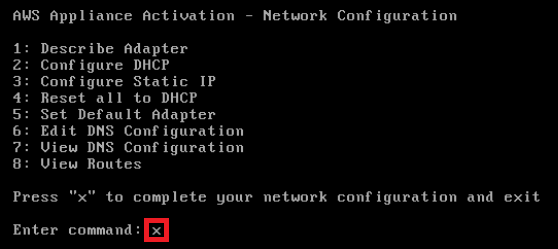 AWS Appliance Activation - Network Configuration
1: Describe Adapter
2: Configure DHCP
3: Configure Static IP
4: Reset all to DHCP
5: Set Default Adapter
6: Edit DNS Configuration
7: View DNS Configuration
8: View Routes
Press "x" to complete your network configuration and exit
Enter command: x